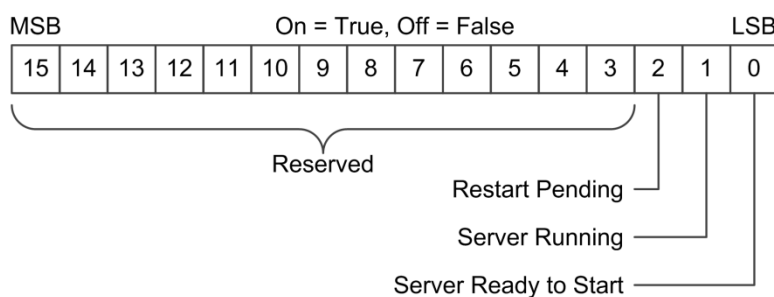 MSB On = True, Off = False LSB
15 14 13 12 11 10 9 8 7 6 5 4 3 2 1 0
Reserved
Restart Pending
Server Running
Server Ready to Start